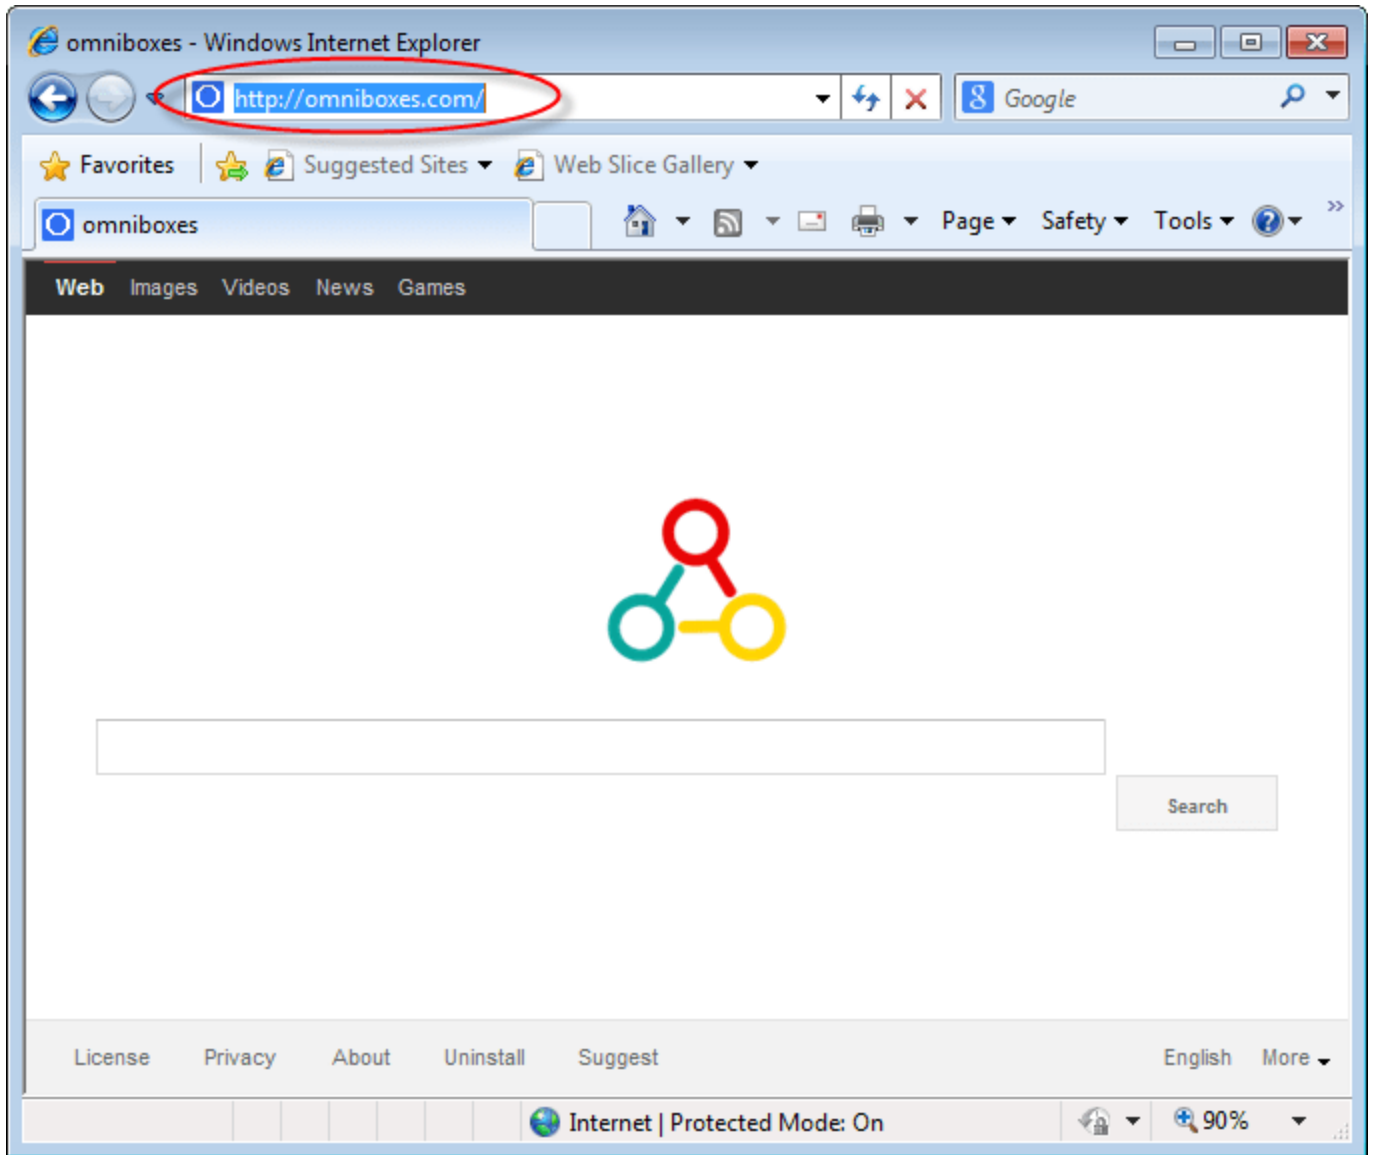 omniboxes - Windows Internet Explorer
http://omniboxes.com/
8 Google
Favorites Suggested Sites Web Slice Gallery
omniboxes Page Safety Tools ? »
Web Images Videos News Games
Search
License Privacy About Uninstall Suggest English More
Internet | Protected Mode: On 90%